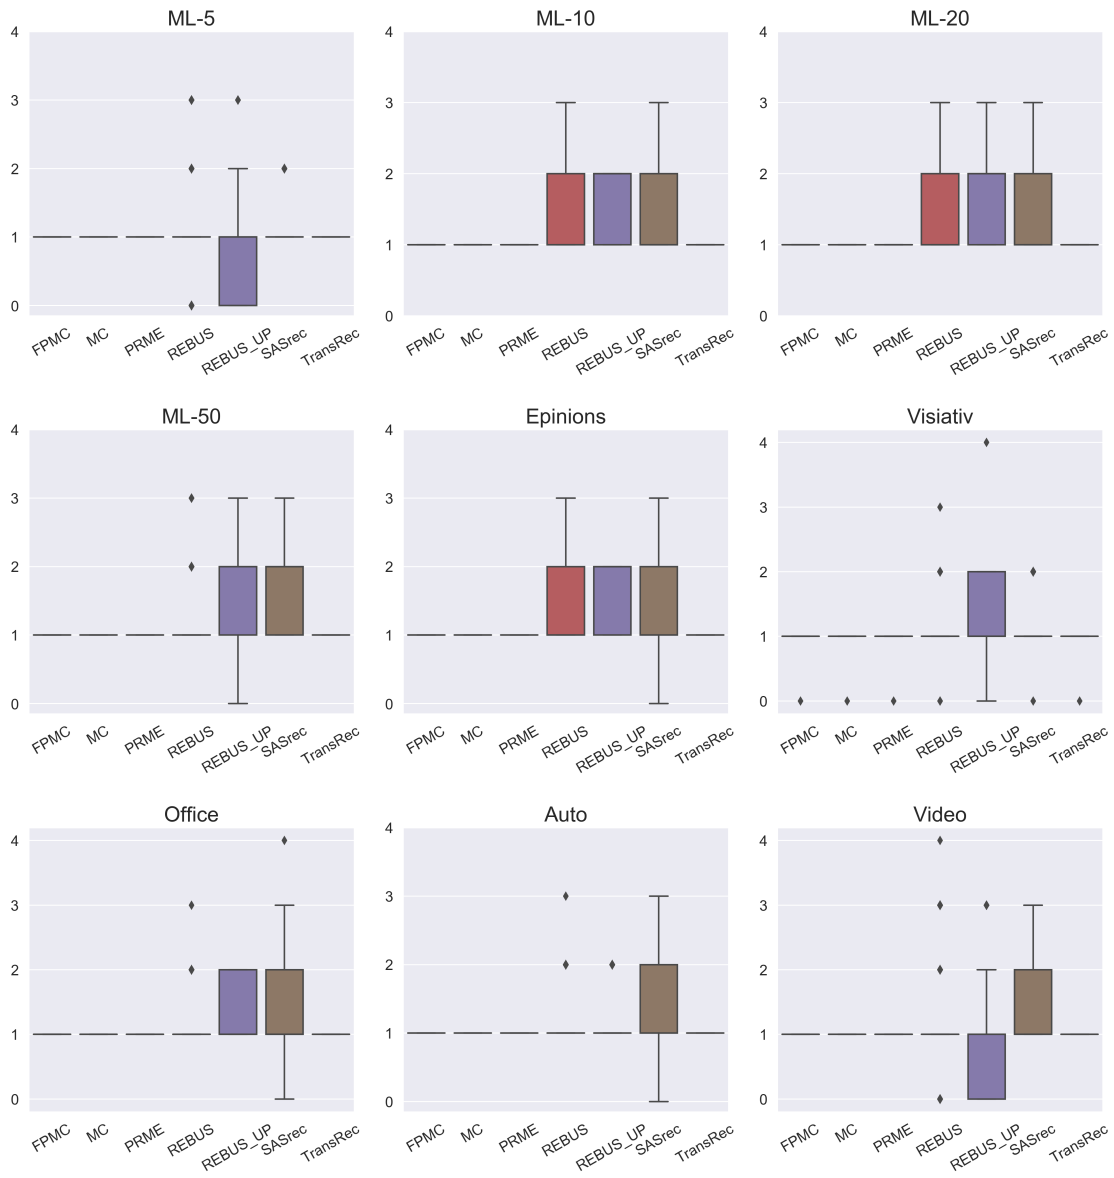 ML-5 ML-10 ML-20
4 4 4
3 3 3
2 2 2
1 1 1
0 0 0
FPMC MC PRME REBUS REBUS_UP SASrec TransRec FPMC MC PRME REBUS REBUS_UP SASrec TransRec FPMC MC PRME REBUS REBUS_UP SASrec TransRec
ML-50 Epinions Visiativ
4 4 4
3 3 3
2 2 2
1 1 1
0 0 0
FPMC MC PRME REBUS REBUS_UP SASrec TransRec FPMC MC PRME REBUS REBUS_UP SASrec TransRec FPMC MC PRME REBUS REBUS_UP SASrec TransRec
Office Auto Video
4 4 4
3 3 3
2 2 2
1 1 1
0 0 0
FPMC MC PRME REBUS REBUS_UP SASrec TransRec FPMC MC PRME REBUS REBUS_UP SASrec TransRec FPMC MC PRME REBUS REBUS_UP SASrec TransRec